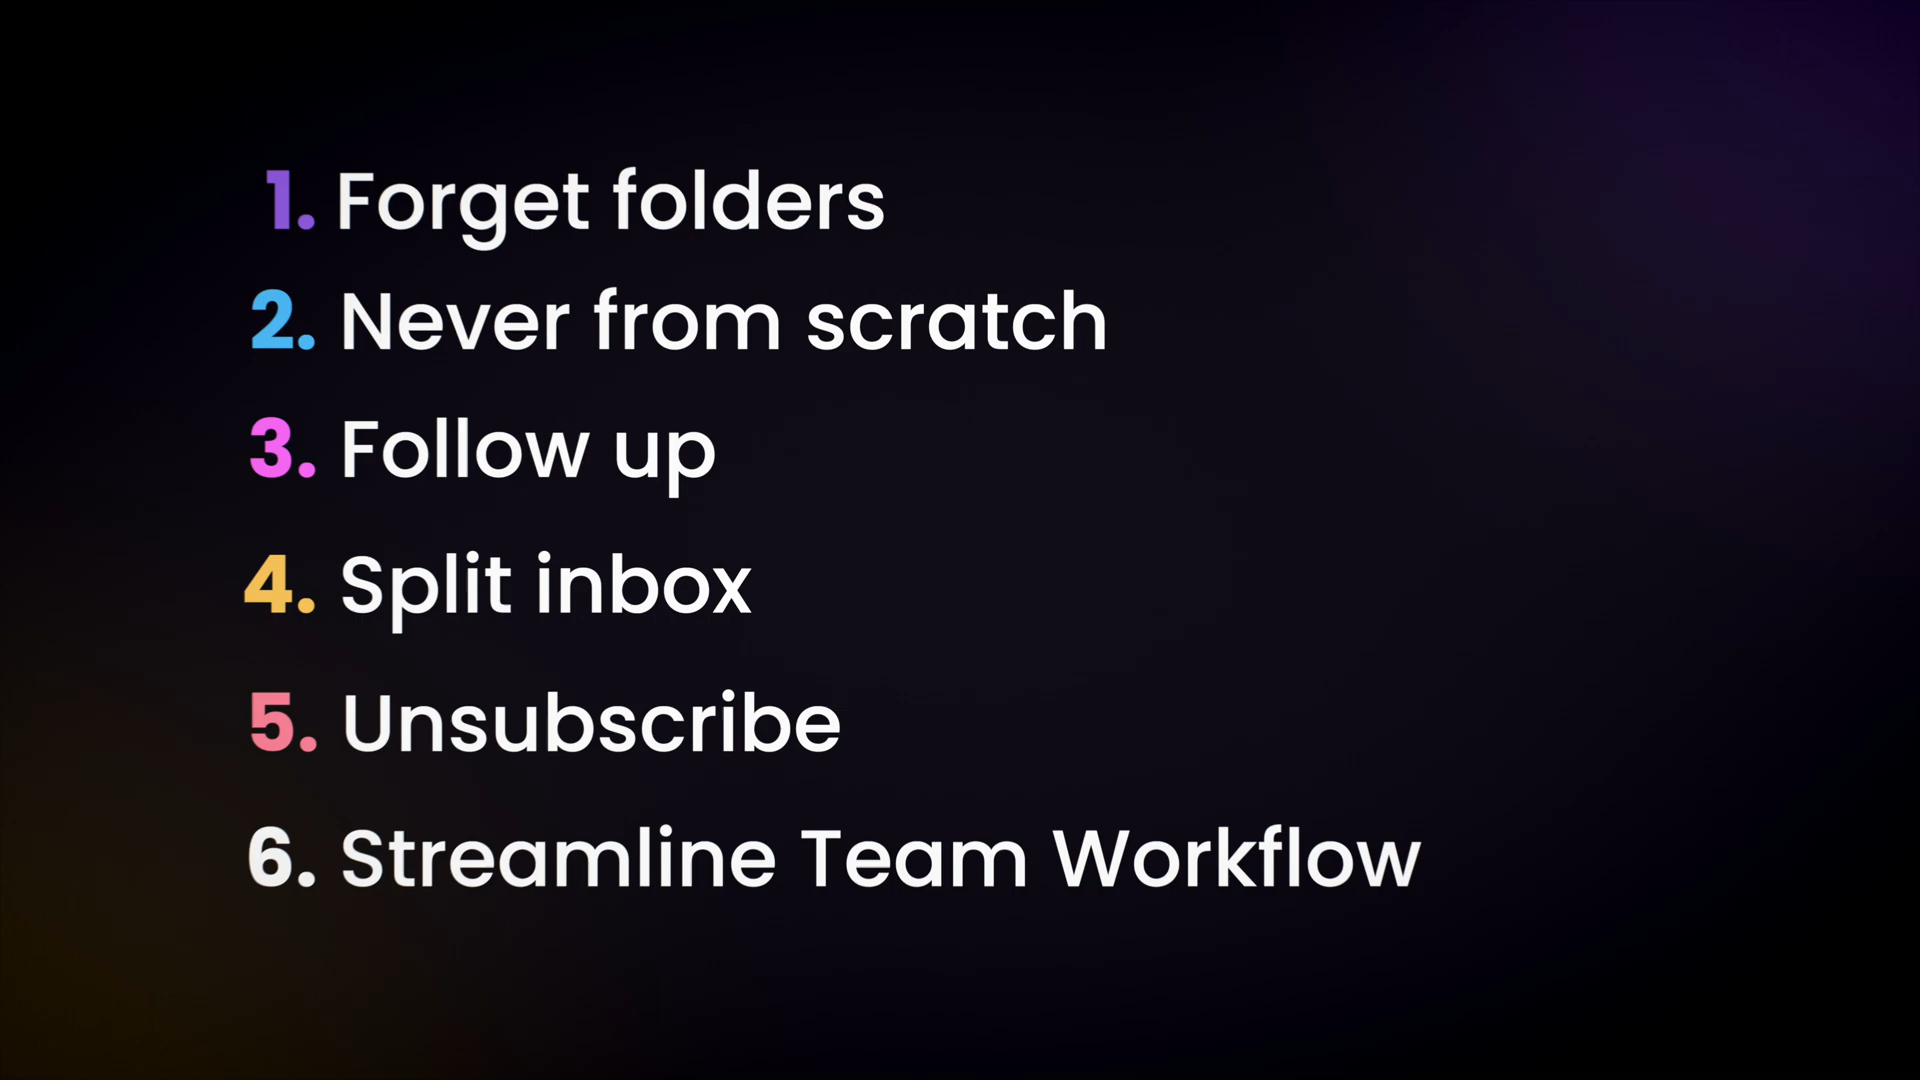 1. Forget folders
2. Never from scratch
3. Follow up
4. Split inbox
5. Unsubscribe
6. Streamline Team Workflow